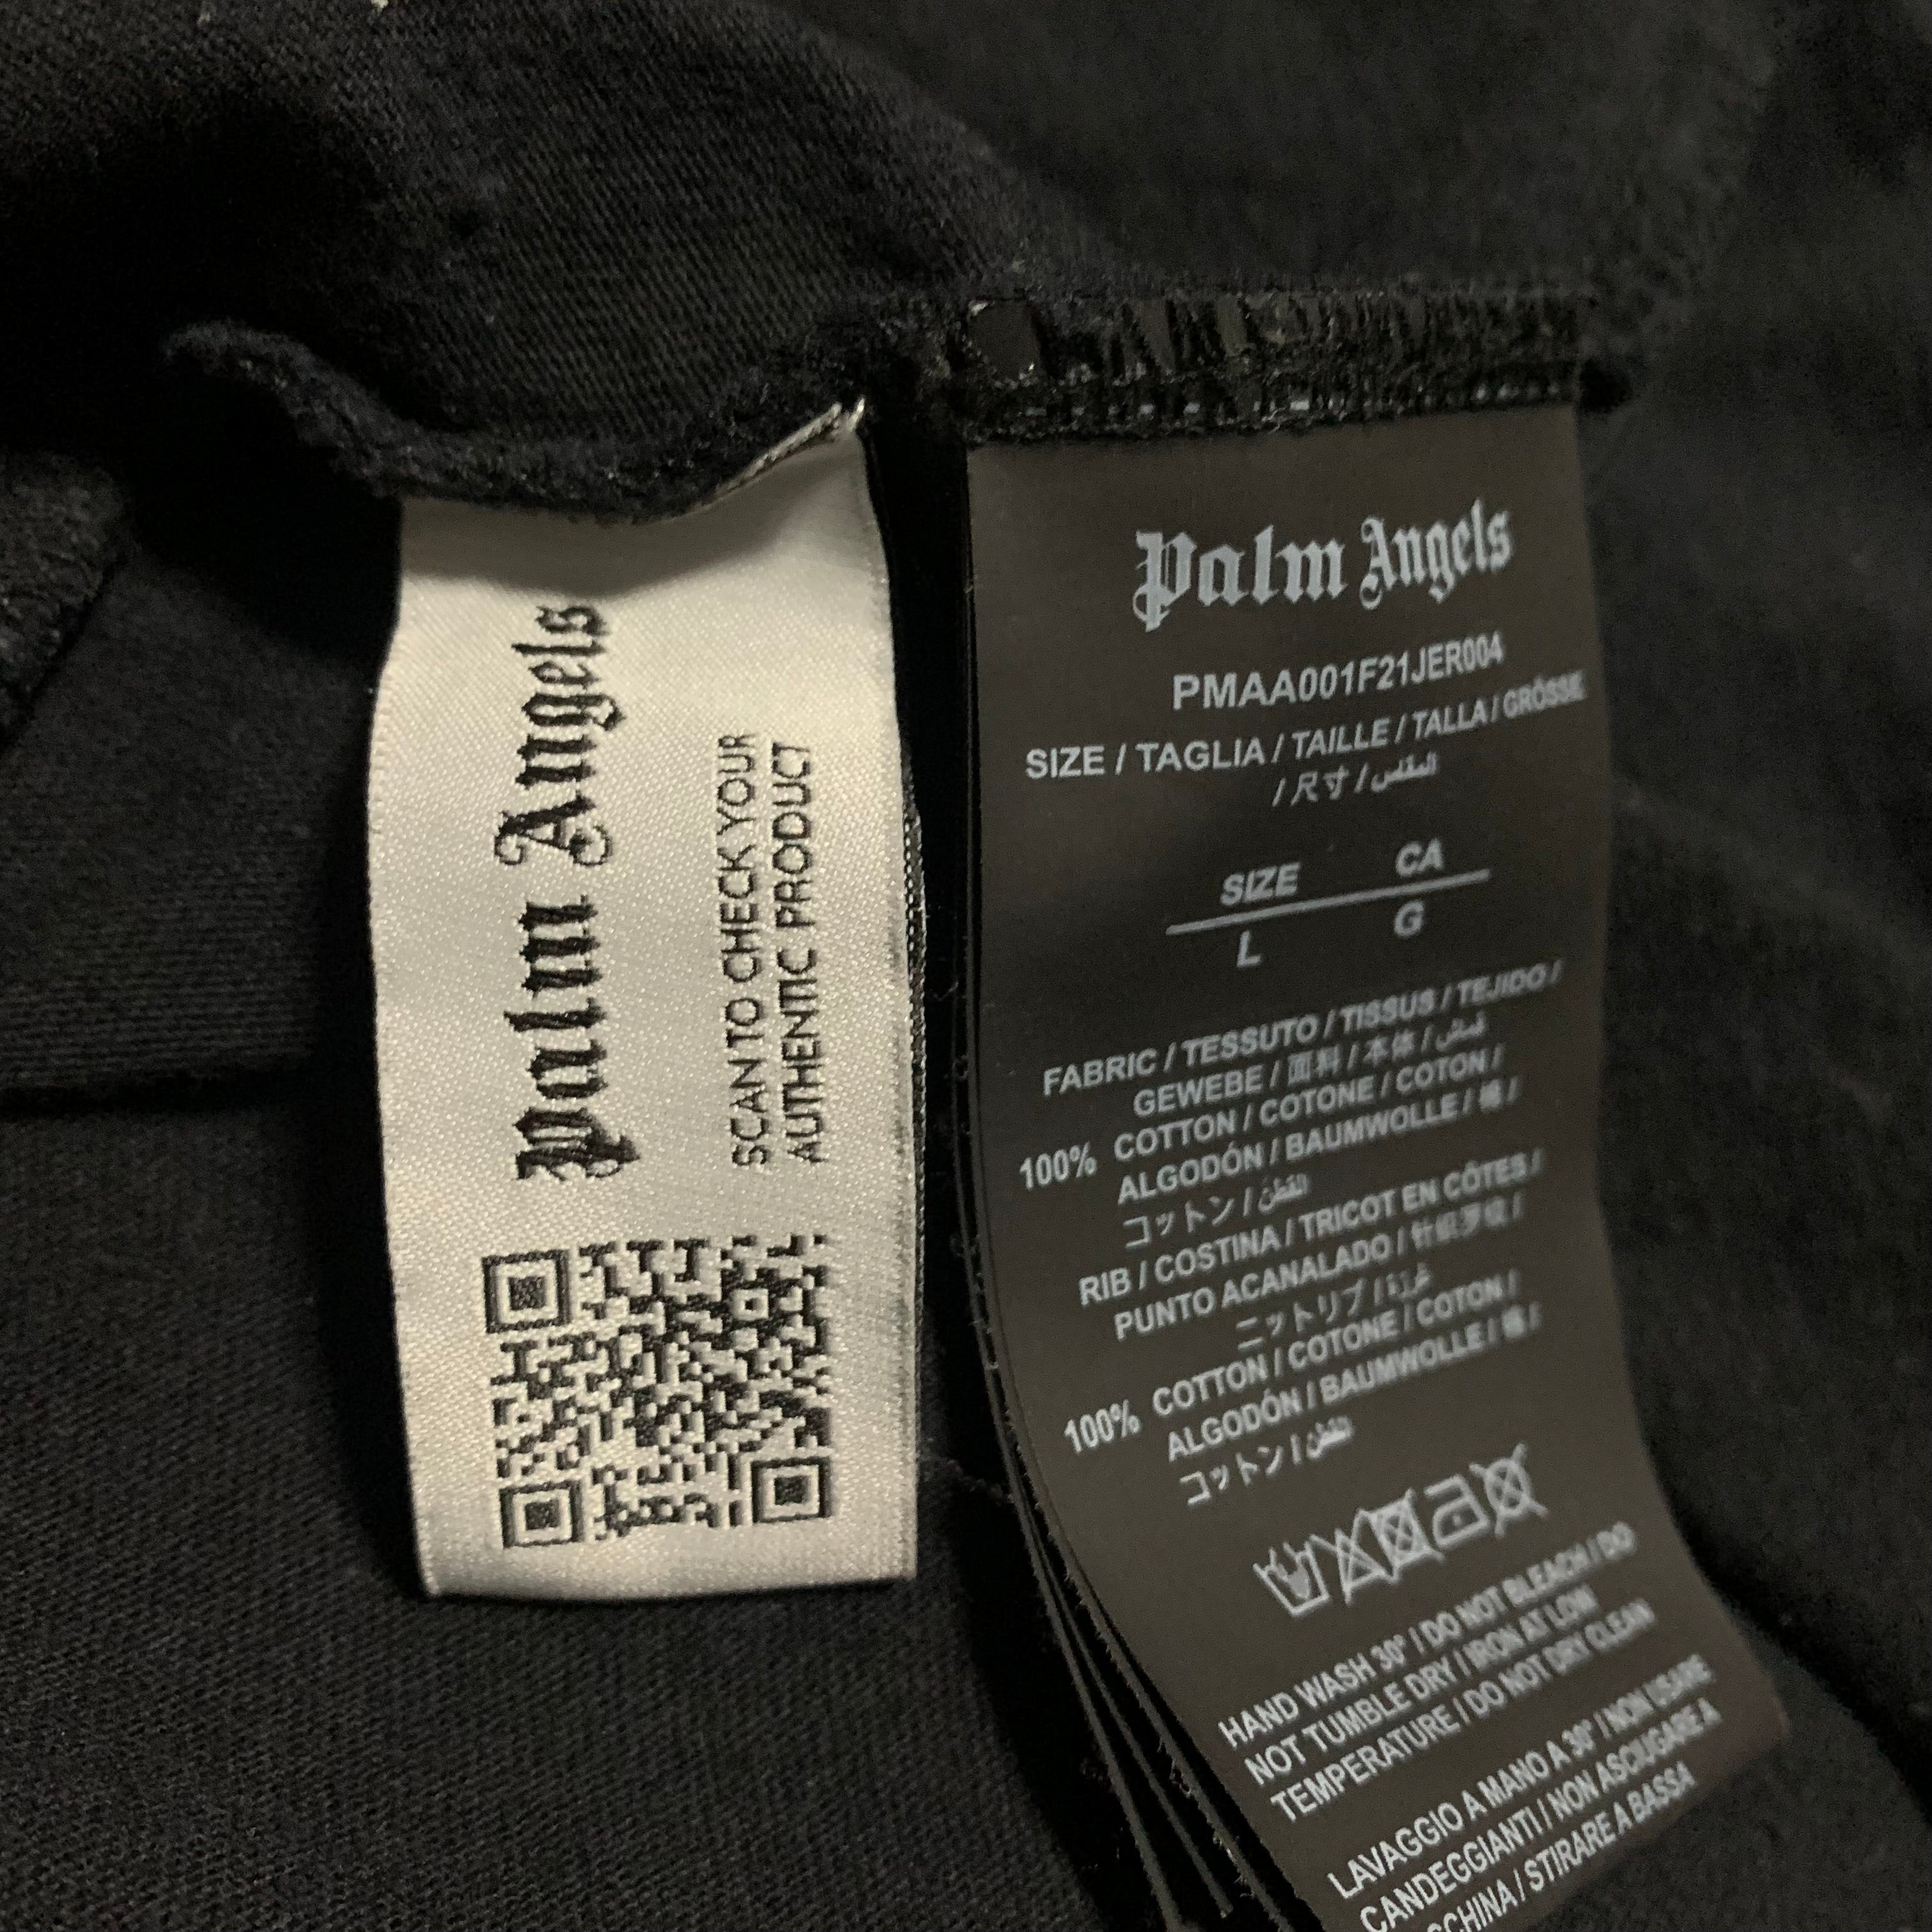 Palm Angels
SCAN TO CHECK YOUR
AUTHENTIC PRODUCT
Palm Angels
PMAA001F21JER004
SIZE / TAGLIA / TAILLE / TALLA / GRÖSSE
/ 尺寸 / المقاس
SIZE CA
L G
FABRIC / TESSUTO / TISSUS / TEJIDO /
GEWEBE / 面料 / 本体 / قماش
100% COTTON / COTONE / COTON /
ALGODÓN / BAUMWOLLE / 棉 /
コットン / القطن
RIB / COSTINA / TRICOT EN CÔTES /
PUNTO ACANALADO / 针织罗纹 /
ニットリブ /
100% COTTON / COTONE / COTON /
ALGODÓN / BAUMWOLLE / 棉 /
コットン / القطن
HAND WASH 30° / DO NOT BLEACH / DO
NOT TUMBLE DRY / IRON AT LOW
TEMPERATURE / DO NOT DRY CLEAN
LAVAGGIO A MANO A 30° / NON USARE
CANDEGGIANTI / NON ASCIUGARE A
CCHINA / STIRARE A BASSA